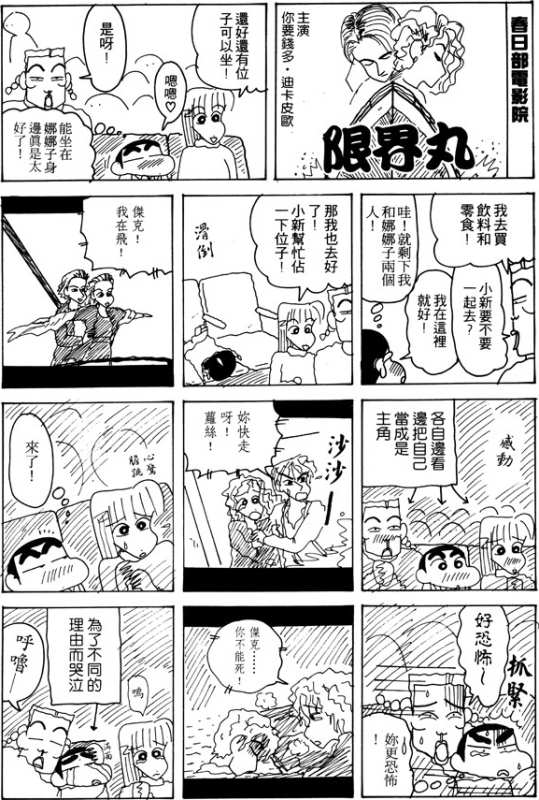 春日部電影院
主演
你要錢多·迪卡皮歐
限界丸
還好還有位
子可以坐！
嗯嗯♡
是呀！
能坐在
娜娜子身
邊真是太
好了！
我去買
飲料和
零食！
小新要不要
一起去？
我在這裡
就好！
哇！就剩下我
和娜娜子兩個
人！
那我也去好
了！
小新幫忙佔
一下位子！
滑倒
傑克！
我在飛！
感動
各自邊看
邊把自己
當成是
主角
沙沙
妳快走
呀！
蘿絲！
心驚
膽跳
來了！
好恐怖～
抓緊
妳更恐怖
！
傑克……
你不能死！
嗚
為了不同的
理由而哭泣
呼嚕